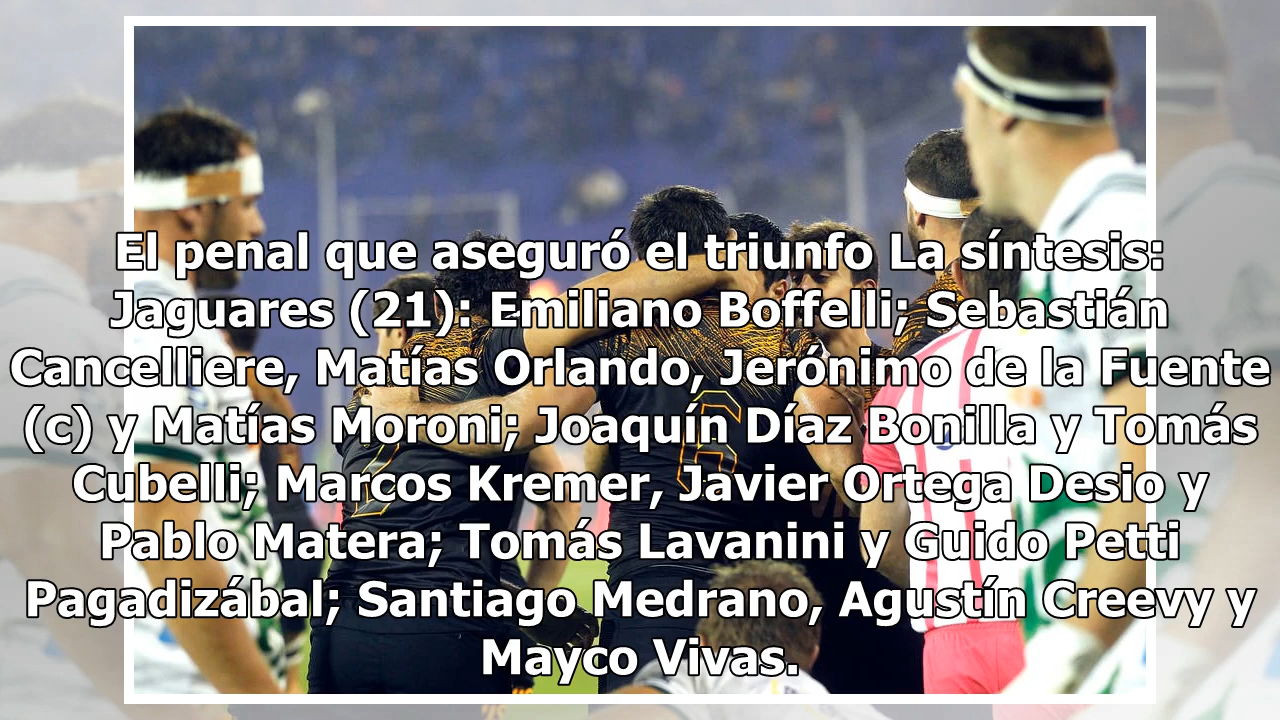 El penal que aseguró el triunfo La síntesis:
Jaguares (21): Emiliano Boffelli; Sebastián
Cancelliere, Matías Orlando, Jerónimo de la Fuente
(c) y Matías Moroni; Joaquín Díaz Bonilla y Tomás
Cubelli; Marcos Kremer, Javier Ortega Desio y
Pablo Matera; Tomás Lavanini y Guido Petti
Pagadizábal; Santiago Medrano, Agustín Creevy y
Mayco Vivas.
2
6